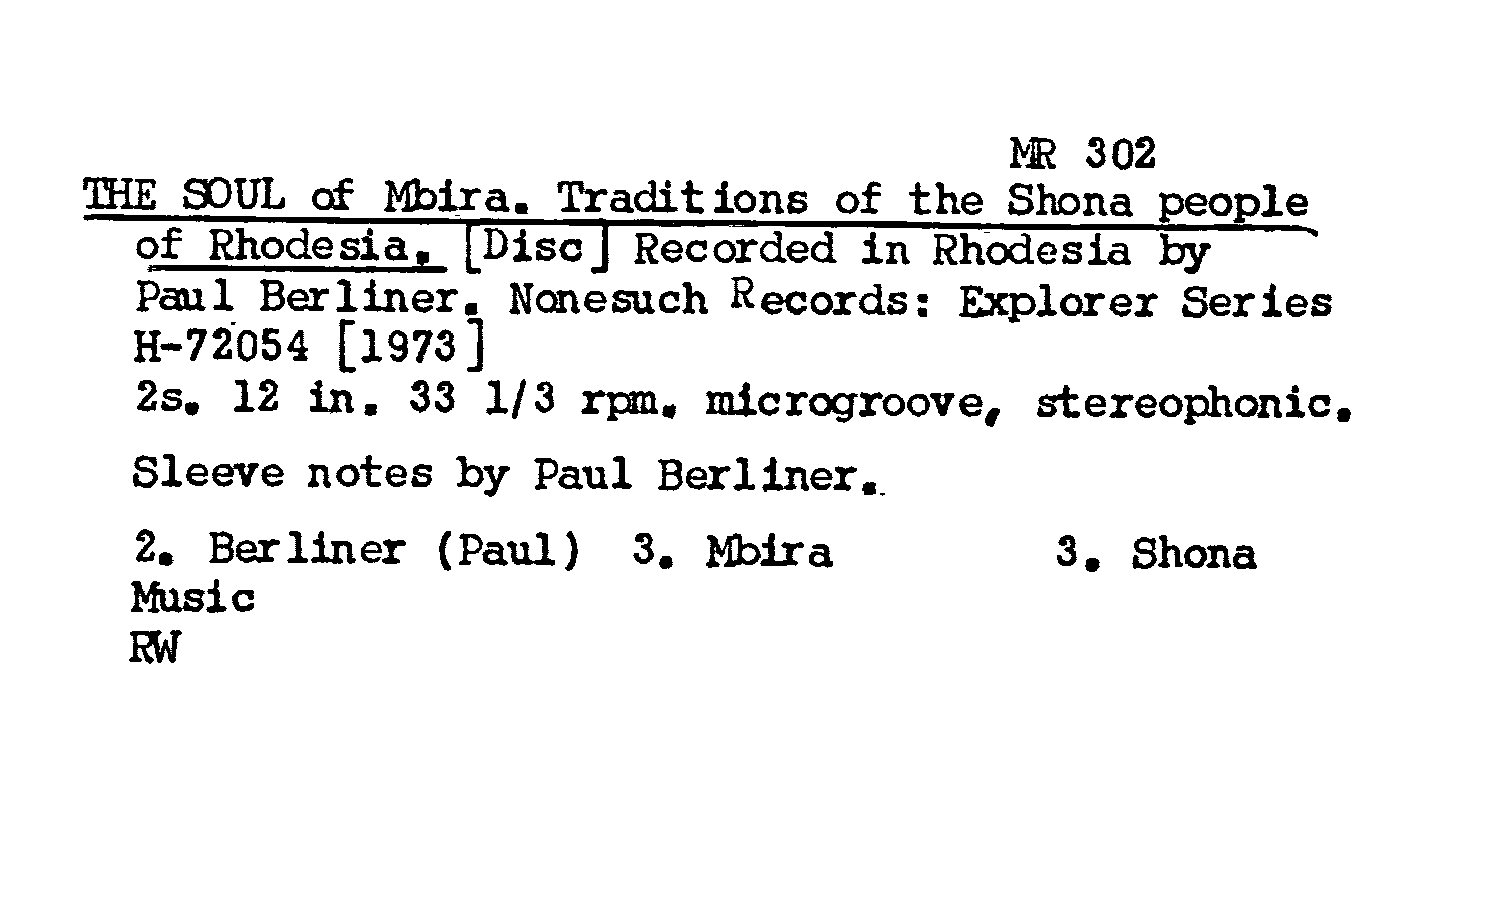 MR 302
THE SOUL of Mbira. Traditions of the Shona people
of Rhodesia. [Disc] Recorded in Rhodesia by
Paul Berliner. Nonesuch Records: Explorer Series
H-72054 [1973]
2s. 12 in. 33 1/3 rpm. microgroove, stereophonic.
Sleeve notes by Paul Berliner.
2. Berliner (Paul) 3. Mbira 3. Shona
Music
RW